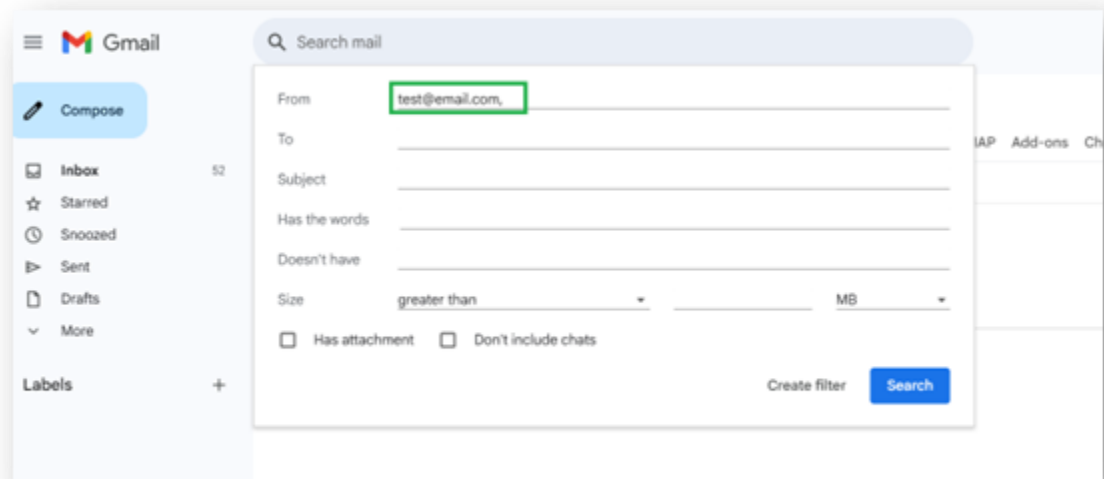 Gmail
Search mail
Compose
Inbox 52
Starred
Snoozed
Sent
Drafts
More
Labels
From test@email.com,
To
Subject
Has the words
Doesn't have
Size greater than MB
Has attachment Don't include chats
Create filter Search
Add-ons